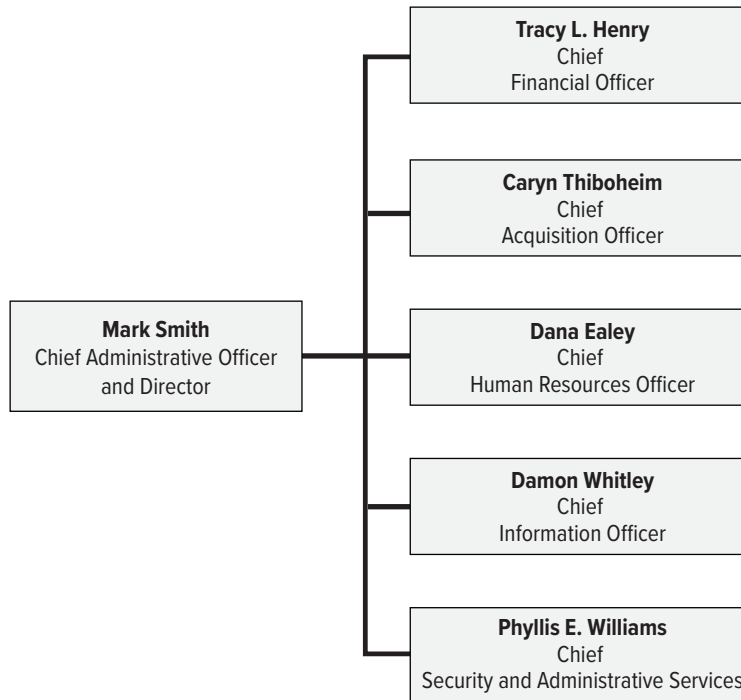 Tracy L. Henry
Chief
Financial Officer
Caryn Thiboheim
Chief
Acquisition Officer
Mark Smith
Chief Administrative Officer
and Director
Dana Ealey
Chief
Human Resources Officer
Damon Whitley
Chief
Information Officer
Phyllis E. Williams
Chief
Security and Administrative Services